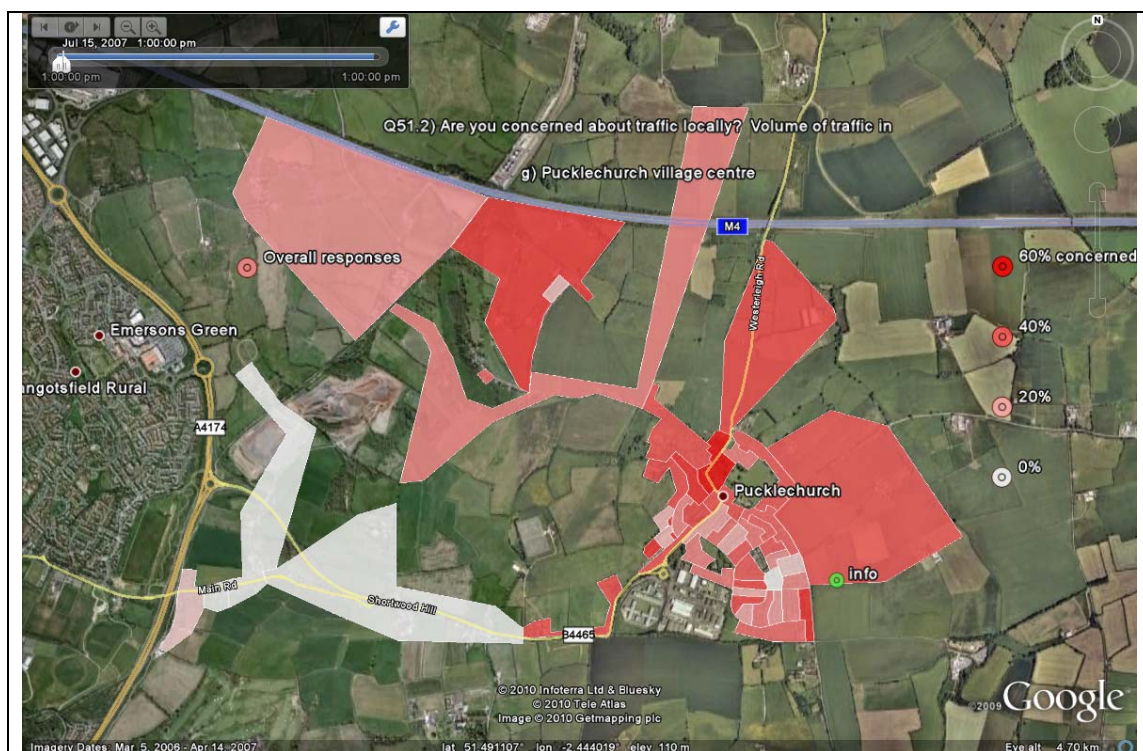 Jul 15, 2007   1:00:00 pm
1:00:00 pm
1:00:00 pm
N
Q51.2) Are you concerned about traffic locally?  Volume of traffic in
g) Pucklechurch village centre
M4
Overall responses
60% concerned
Westerleigh Rd
Emersons Green
40%
angotsfield Rural
20%
A4174
0%
Pucklechurch
info
Main Rd
Shortwood Hill
B4465
© 2010 Infoterra Ltd & Bluesky
© 2010 Tele Atlas
Image © 2010 Getmapping plc
©2009 Google
Imagery Dates: Mar 5, 2006 - Apr 14, 2007
lat 51.491107° lon -2.444019° elev 110 m
Eye alt 4.70 km